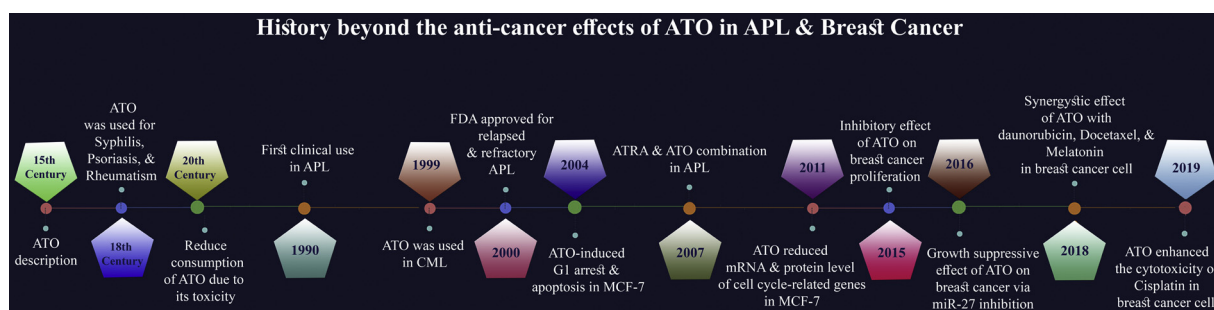 History beyond the anti-cancer effects of ATO in APL & Breast Cancer
15th
Century
ATO
description
ATO
was used for
Syphilis,
Psoriasis, &
Rheumatism
18th
Century
20th
Century
Reduce
consumption
of ATO due to
its toxicity
First clinical use
in APL
1990
1999
ATO was used
in CML
FDA approved for
relapsed
& refractory
APL
2000
2004
ATO-induced
G1 arrest &
apoptosis in MCF-7
ATRA & ATO combination
in APL
2007
2011
ATO reduced
mRNA & protein level
of cell cycle-related genes
in MCF-7
Inhibitory effect
of ATO on
breast cancer
proliferation
2015
2016
Growth suppressive
effect of ATO on
breast cancer via
miR-27 inhibition
Synergystic effect
of ATO with
daunorubicin, Docetaxel, &
Melatonin
in breast cancer cell
2018
2019
ATO enhanced
the cytotoxicity o
Cisplatin in
breast cancer cell